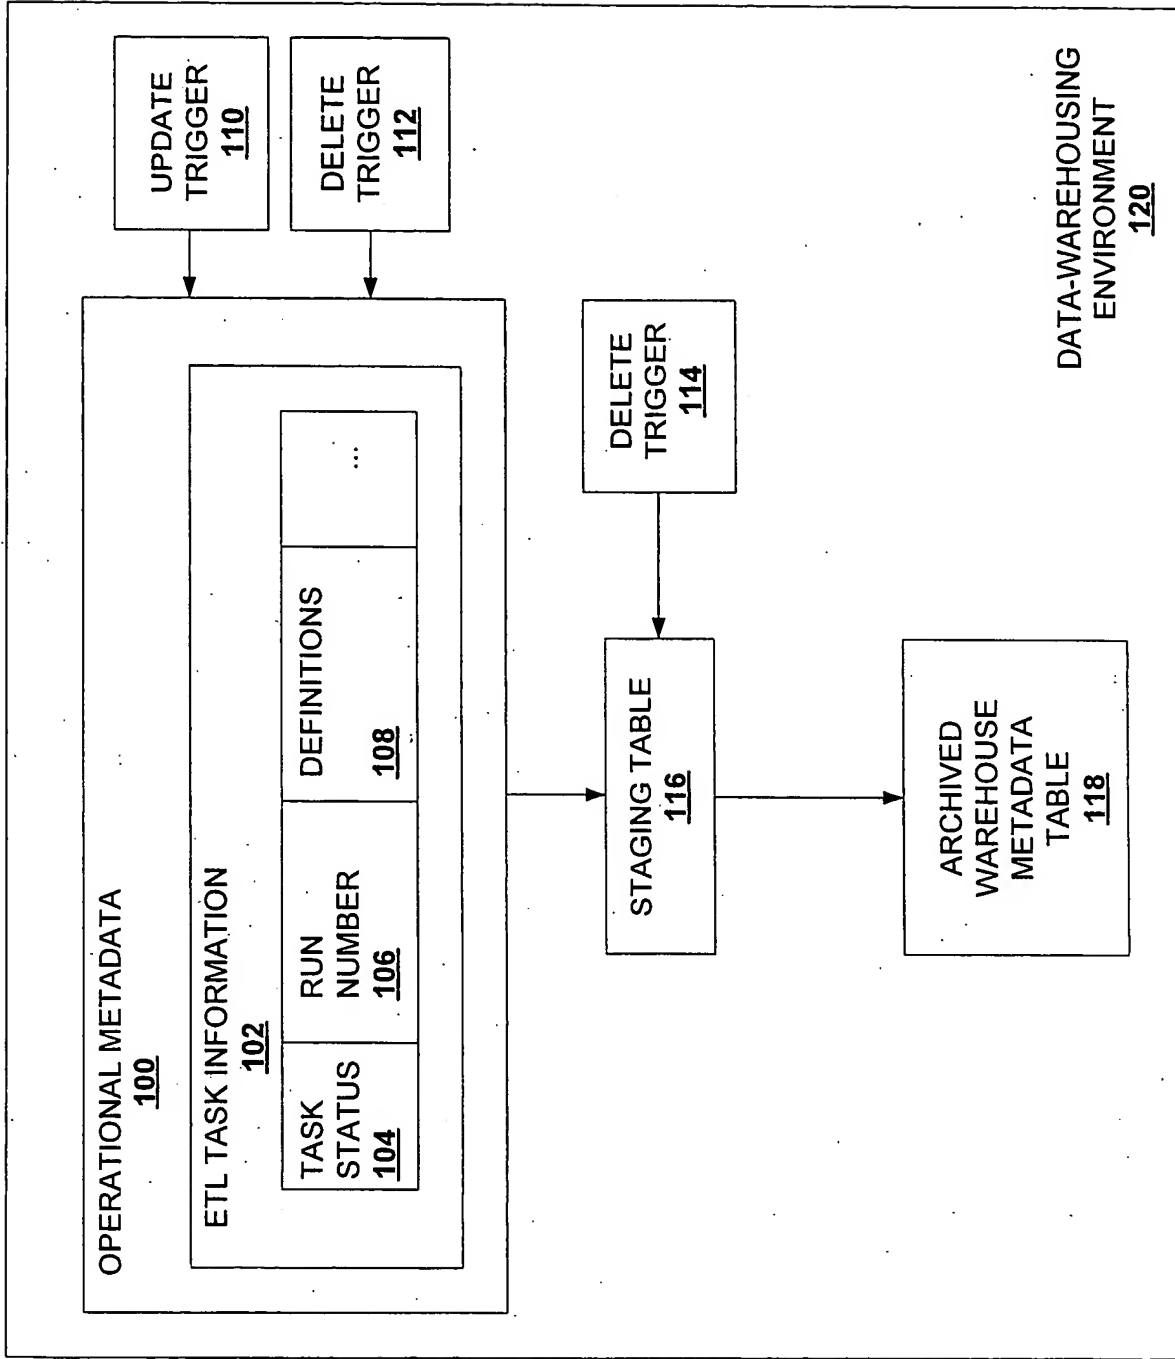 OPERATIONAL METADATA
100
ETL TASK INFORMATION
102
TASK
STATUS
104
RUN
NUMBER
106
DEFINITIONS
108
...
UPDATE
TRIGGER
110
DELETE
TRIGGER
112
STAGING TABLE
116
DELETE
TRIGGER
114
ARCHIVED
WAREHOUSE
METADATA
TABLE
118
DATA-WAREHOUSING
ENVIRONMENT
120